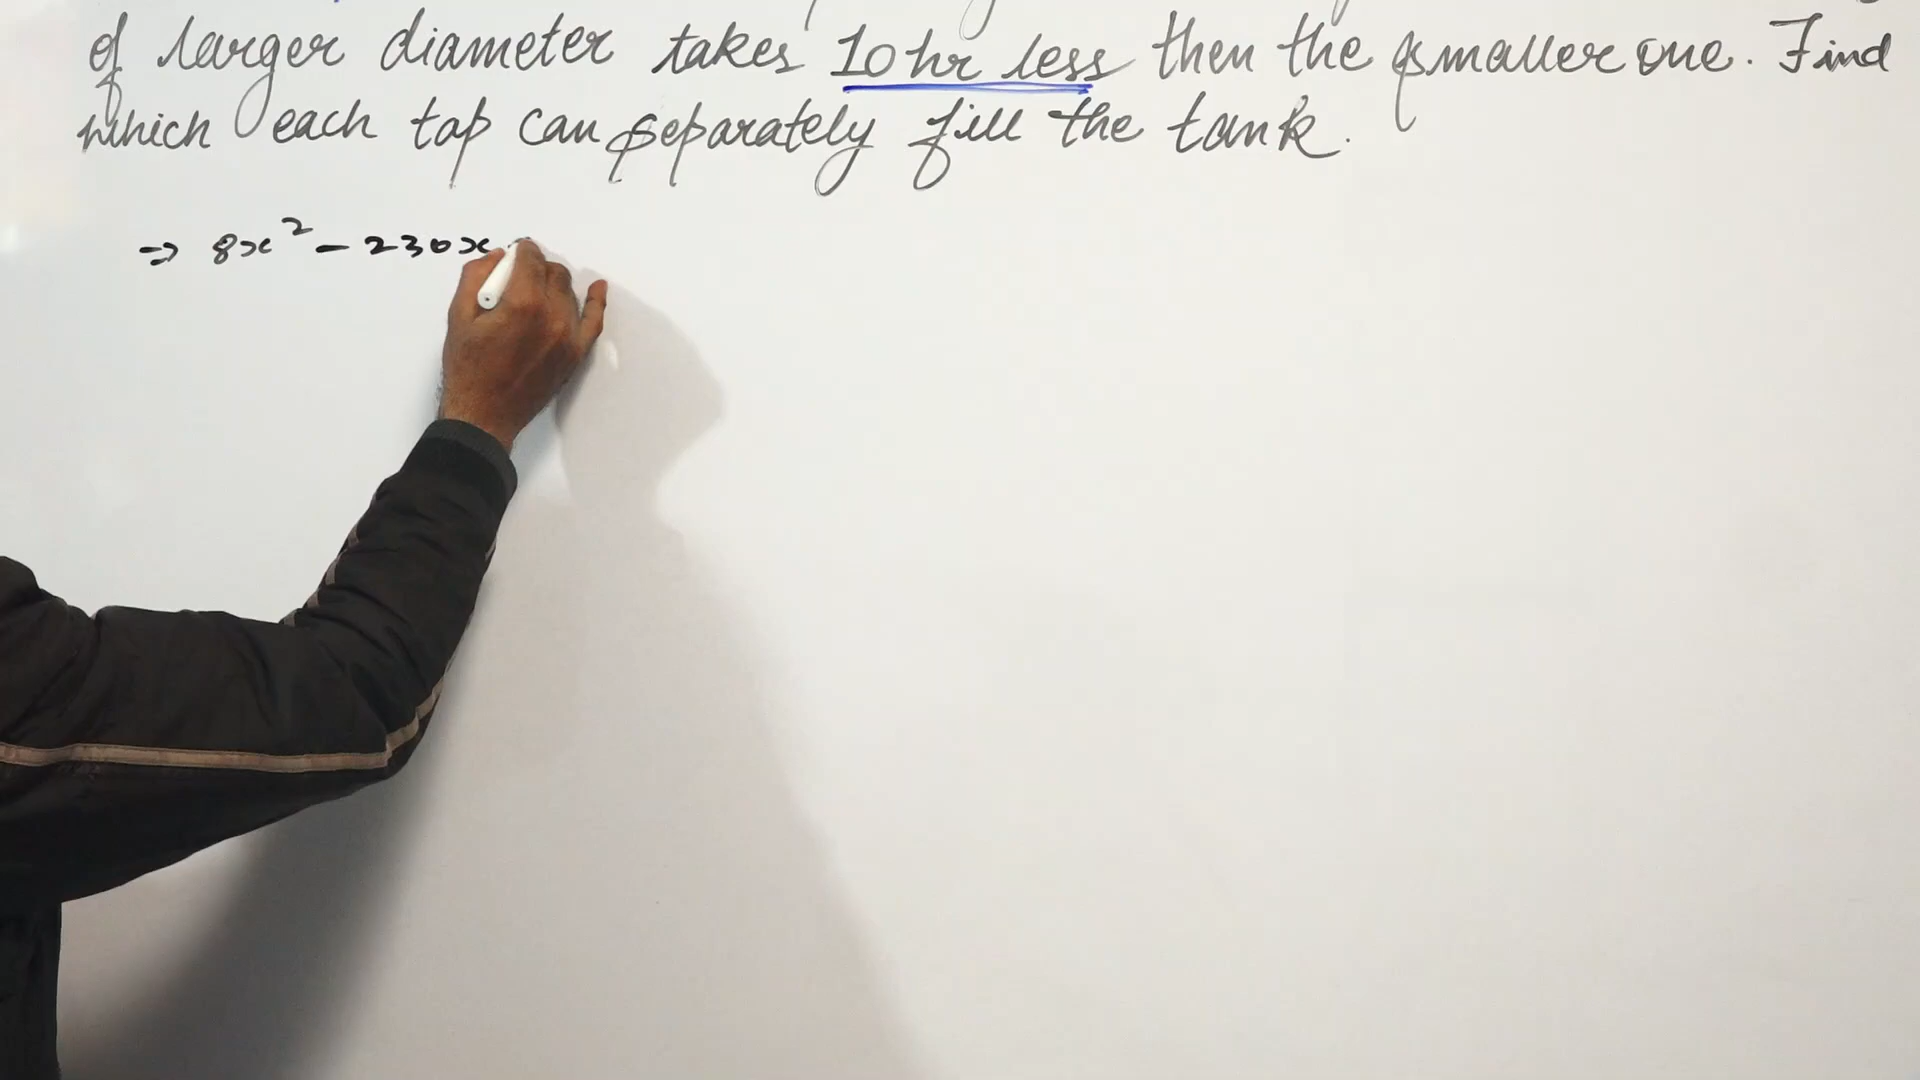 of larger diameter takes 10 hr less then the smaller one. Find
which each tap can separately fill the tank.
⇒ 8x² - 230x